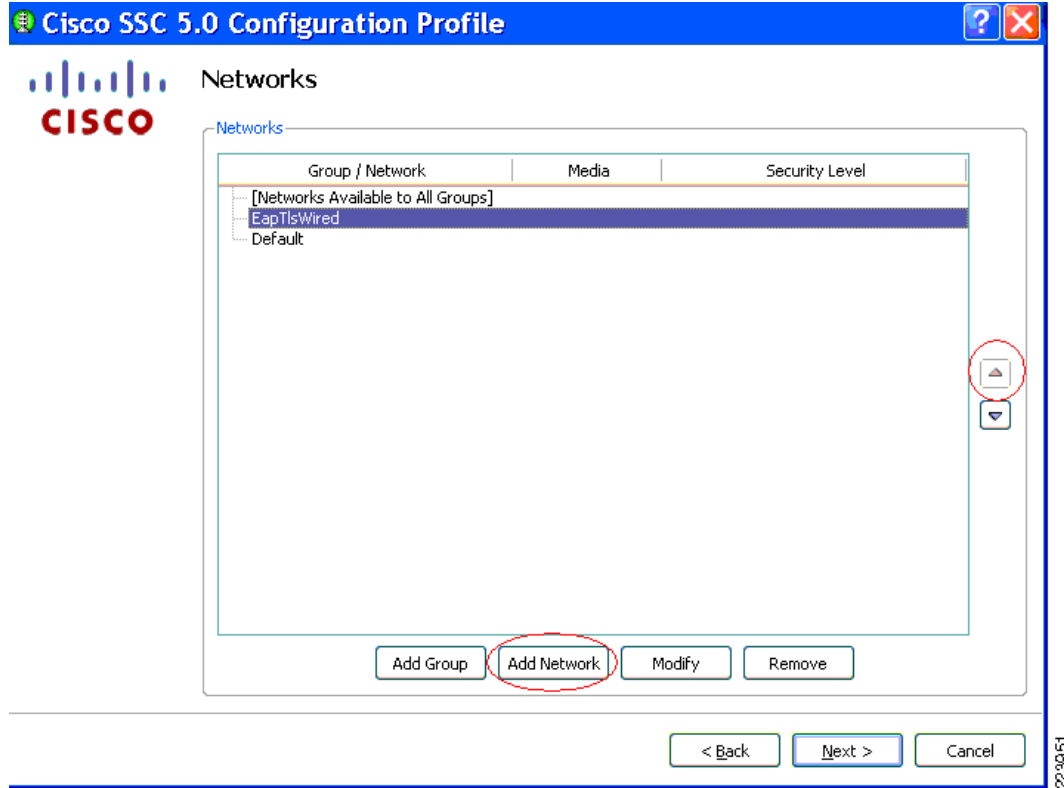 Cisco SSC 5.0 Configuration Profile
CISCO
Networks
Networks
Group / Network Media Security Level
[Networks Available to All Groups]
EapTlsWired
Default
Add Group Add Network Modify Remove
< Back Next > Cancel
223951